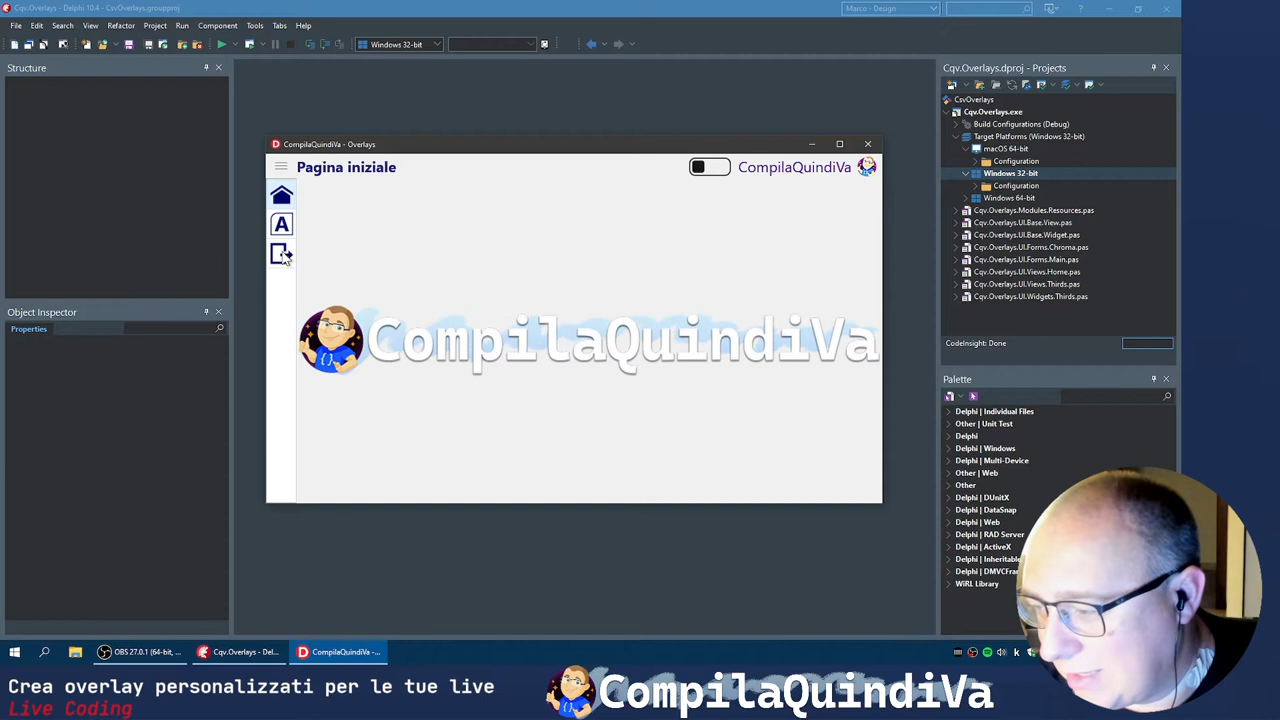 Cqv.Overlays - Delphi 10.4 - CsvOverlays.groupproj
Marco - Design
File Edit Search View Refactor Project Run Component Tools Tabs Help
Windows 32-bit
Structure
Object Inspector
Properties
CompilaQuindiVa - Overlays
Pagina iniziale
CompilaQuindiVa
A
CompilaQuindiVa
Cqv.Overlays.dproj - Projects
CsvOverlays
Cqv.Overlays.exe
Build Configurations (Debug)
Target Platforms (Windows 32-bit)
macOS 64-bit
Configuration
Windows 32-bit
Configuration
Windows 64-bit
Cqv.Overlays.Modules.Resources.pas
Cqv.Overlays.UI.Base.View.pas
Cqv.Overlays.UI.Base.Widget.pas
Cqv.Overlays.UI.Forms.Chroma.pas
Cqv.Overlays.UI.Forms.Main.pas
Cqv.Overlays.UI.Views.Home.pas
Cqv.Overlays.UI.Views.Thirds.pas
Cqv.Overlays.UI.Widgets.Thirds.pas
CodeInsight: Done
Palette
Delphi | Individual Files
Other | Unit Test
Delphi
Delphi | Windows
Delphi | Multi-Device
Other | Web
Other
Delphi | DUnitX
Delphi | DataSnap
Delphi | Web
Delphi | RAD Server
Delphi | ActiveX
Delphi | Inheritable
Delphi | DMVCFram
WiRL Library
OBS 27.0.1 (64-bit, ...
Cqv.Overlays - Del...
CompilaQuindiVa -...
Crea overlay personalizzati per le tue live
Live Coding
CompilaQuindiVa